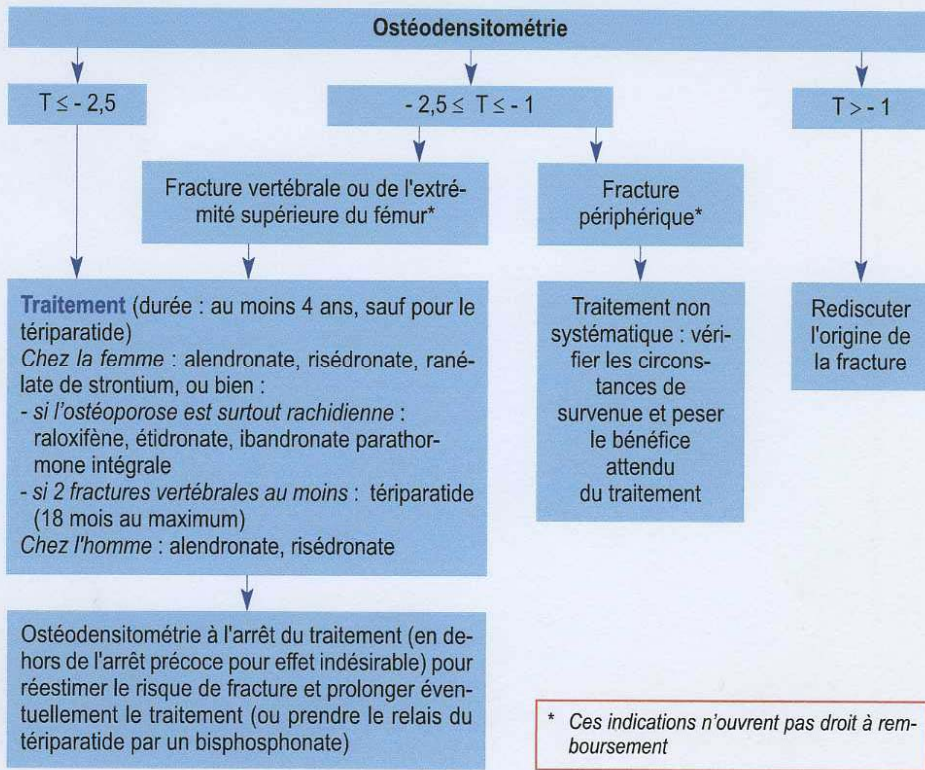 Ostéodensitométrie
T ≤ - 2,5
- 2,5 ≤ T ≤ - 1
T > - 1
Fracture vertébrale ou de l'extré-
mité supérieure du fémur*
Fracture
périphérique*
Traitement (durée : au moins 4 ans, sauf pour le
tériparatide)
Chez la femme : alendronate, risédronate, rané-
late de strontium, ou bien :
- si l'ostéoporose est surtout rachidienne :
raloxifène, étidronate, ibandronate parathor-
mone intégrale
- si 2 fractures vertébrales au moins : tériparatide
(18 mois au maximum)
Chez l'homme : alendronate, risédronate
Traitement non
systématique : véri-
fier les circons-
tances de
survenue et peser
le bénéfice
attendu
du traitement
Rediscuter
l'origine de
la fracture
Ostéodensitométrie à l'arrêt du traitement (en de-
hors de l'arrêt précoce pour effet indésirable) pour
réestimer le risque de fracture et prolonger éven-
tuellement le traitement (ou prendre le relais du
tériparatide par un bisphosphonate)
* Ces indications n'ouvrent pas droit à rem-
boursement